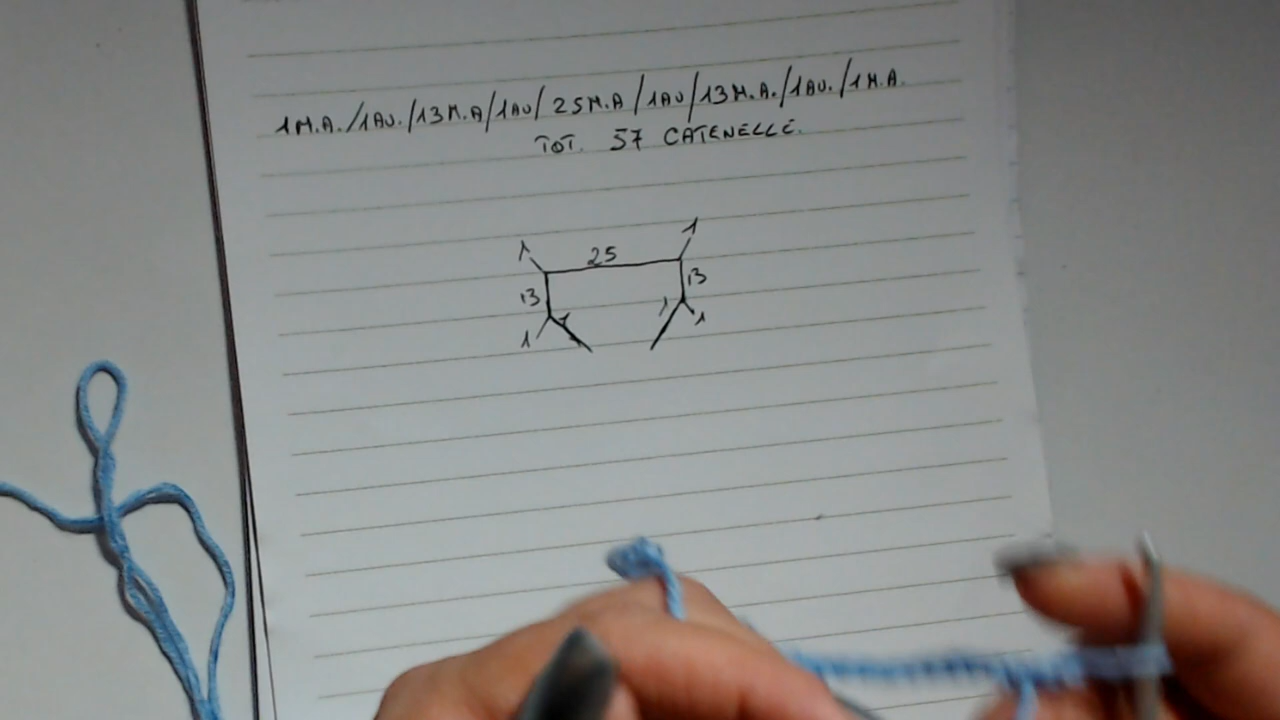 1M.A./1AU./13M.A/1AU/25M.A/1AU/13M.A./1AU./1M.A.
TOT. 57 CATENELLE.
1 25 1
13 13
1 1 1 1